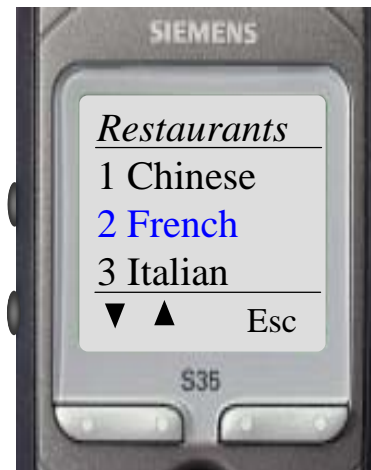 SIEMENS
Restaurants
1 Chinese
2 French
3 Italian
Esc
S35